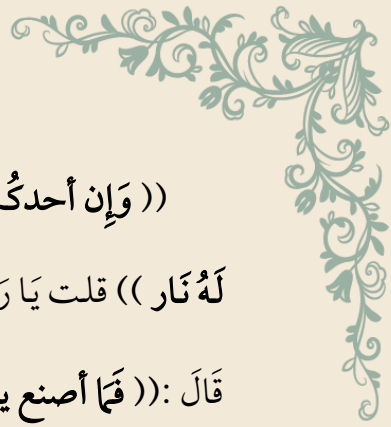 (( وَإِن أحدكُ
لَهُ نَار )) قلت يَا رَ
قَالَ :(( فَمَا أصنع ي